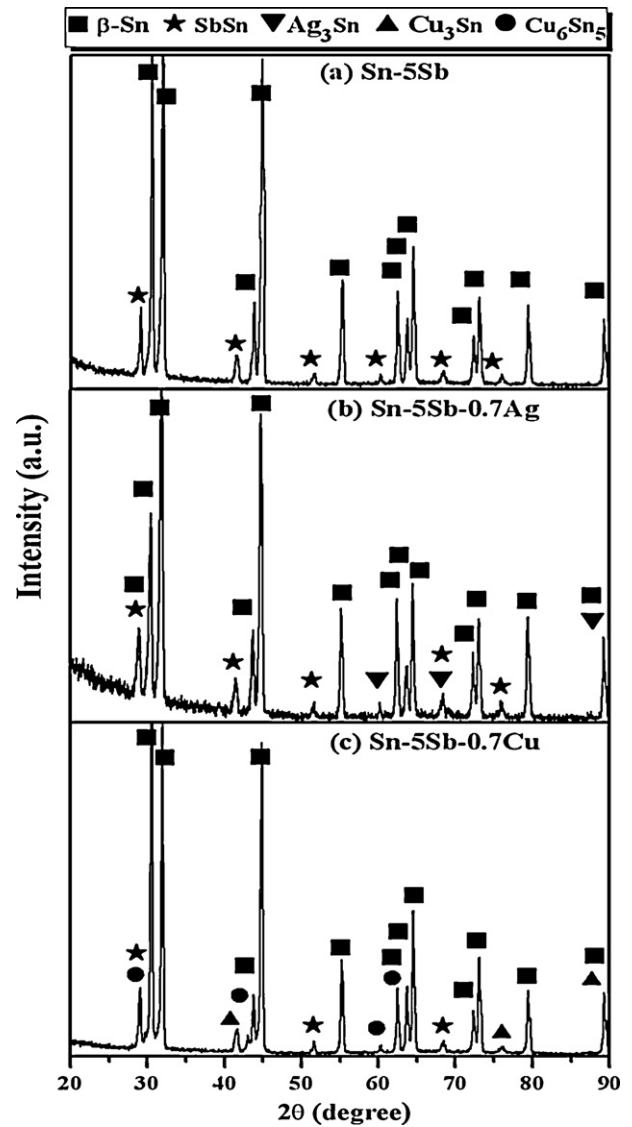 β-Sn SbSn Ag3Sn Cu3Sn Cu6Sn5
(a) Sn-5Sb
(b) Sn-5Sb-0.7Ag
(c) Sn-5Sb-0.7Cu
Intensity (a.u.)
20 30 40 50 60 70 80 90
2θ (degree)